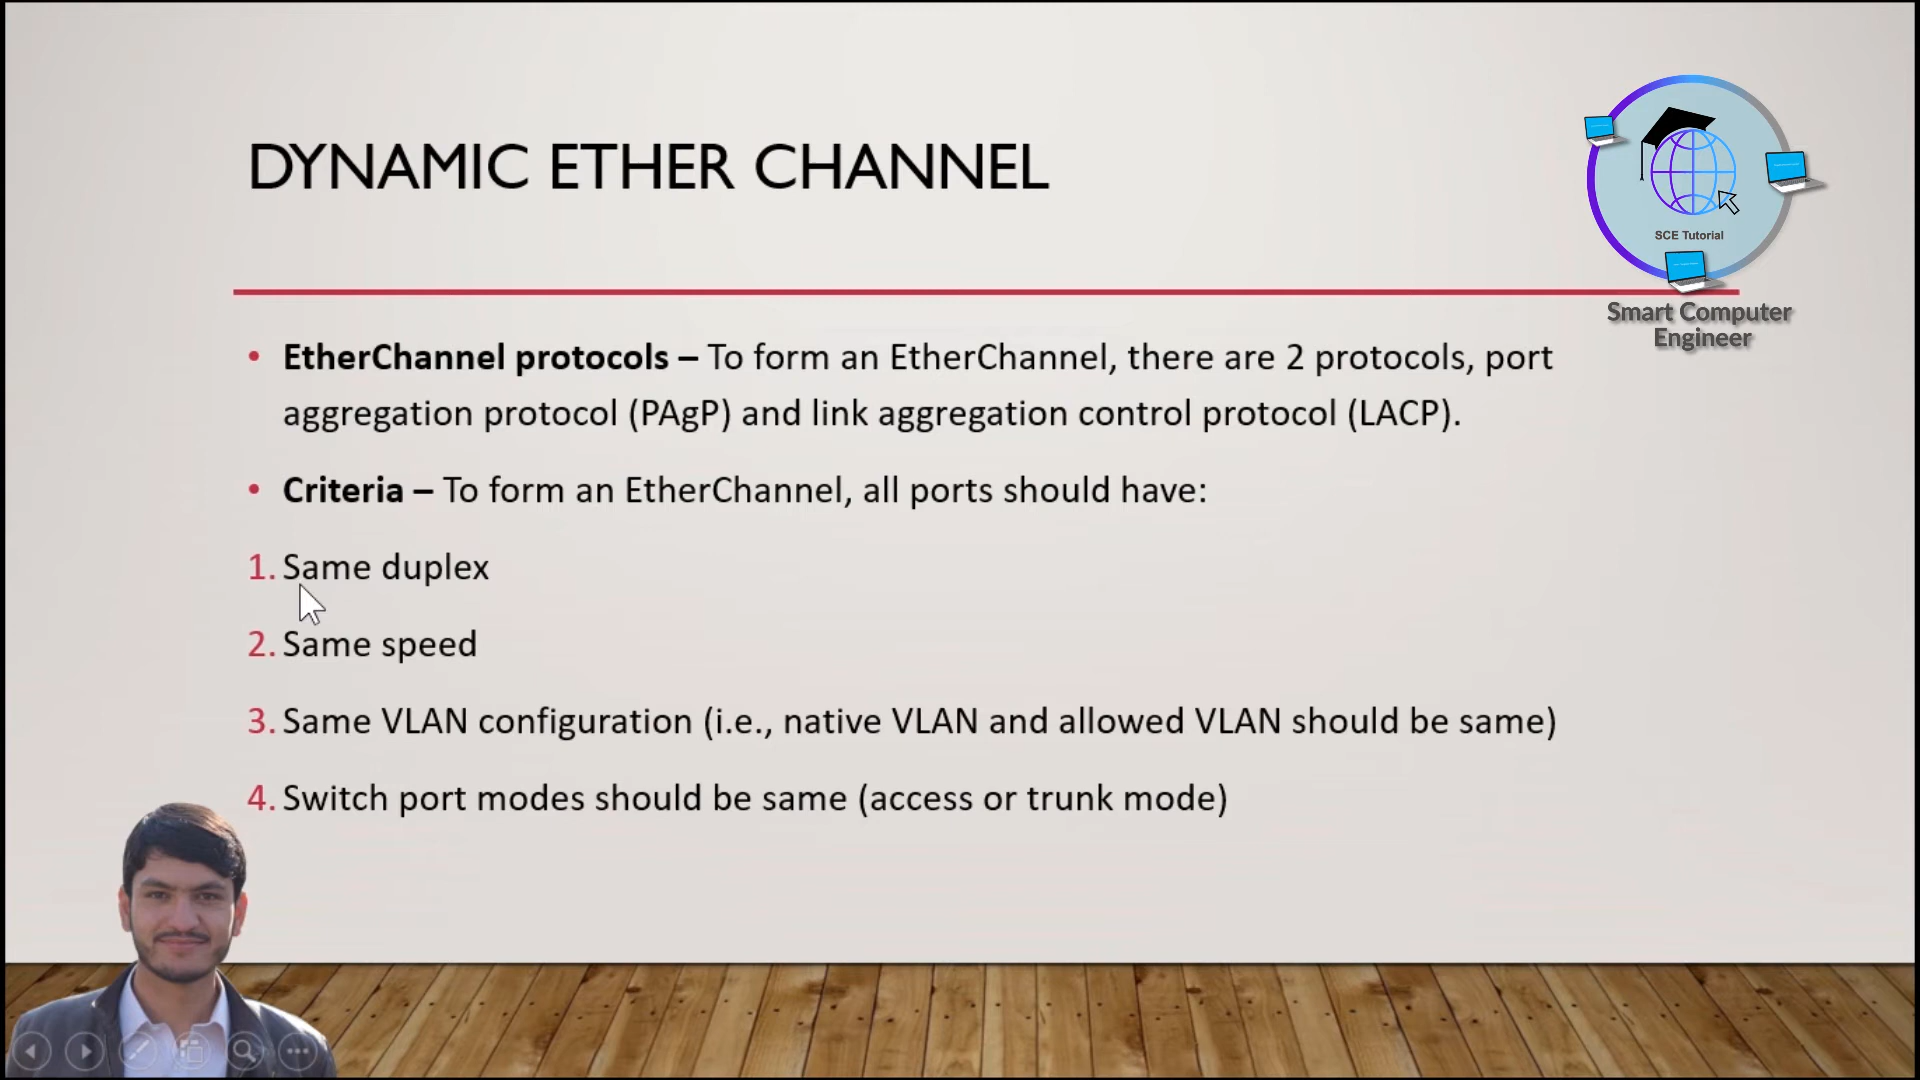 DYNAMIC ETHER CHANNEL
SCE Tutorial
Smart Computer
Engineer
• EtherChannel protocols – To form an EtherChannel, there are 2 protocols, port
aggregation protocol (PAgP) and link aggregation control protocol (LACP).
• Criteria – To form an EtherChannel, all ports should have:
1. Same duplex
2. Same speed
3. Same VLAN configuration (i.e., native VLAN and allowed VLAN should be same)
4. Switch port modes should be same (access or trunk mode)